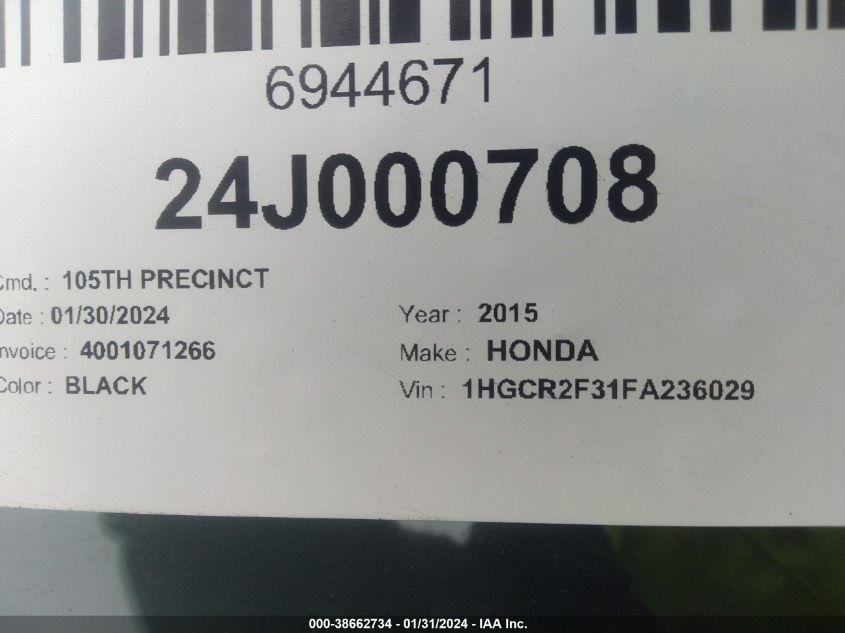 6944671
24J000708
Cmd. : 105TH PRECINCT
Date : 01/30/2024
Year : 2015
Invoice : 4001071266
Make : HONDA
Color : BLACK
Vin : 1HGCR2F31FA236029
000-38662734 - 01/31/2024 - IAA Inc.